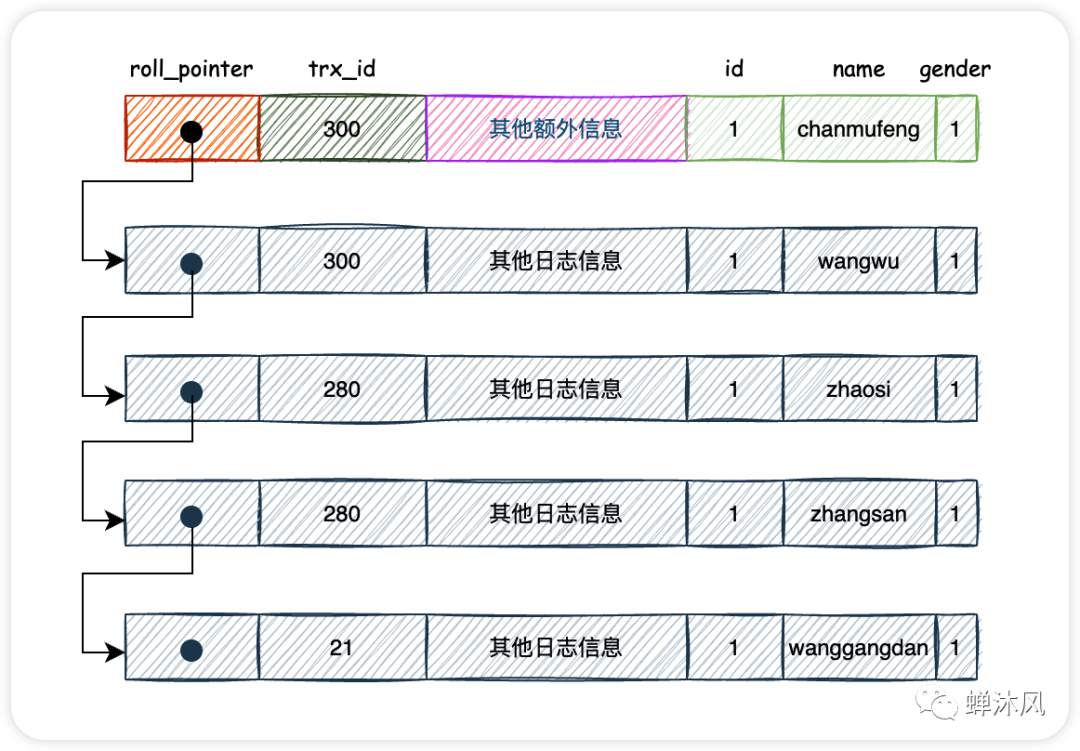 roll_pointer trx_id id name gender
300 其他额外信息 1 chanmufeng 1
300 其他日志信息 1 wangwu 1
280 其他日志信息 1 zhaosi 1
280 其他日志信息 1 zhangsan 1
21 其他日志信息 1 wanggangdan 1
蝉沐风